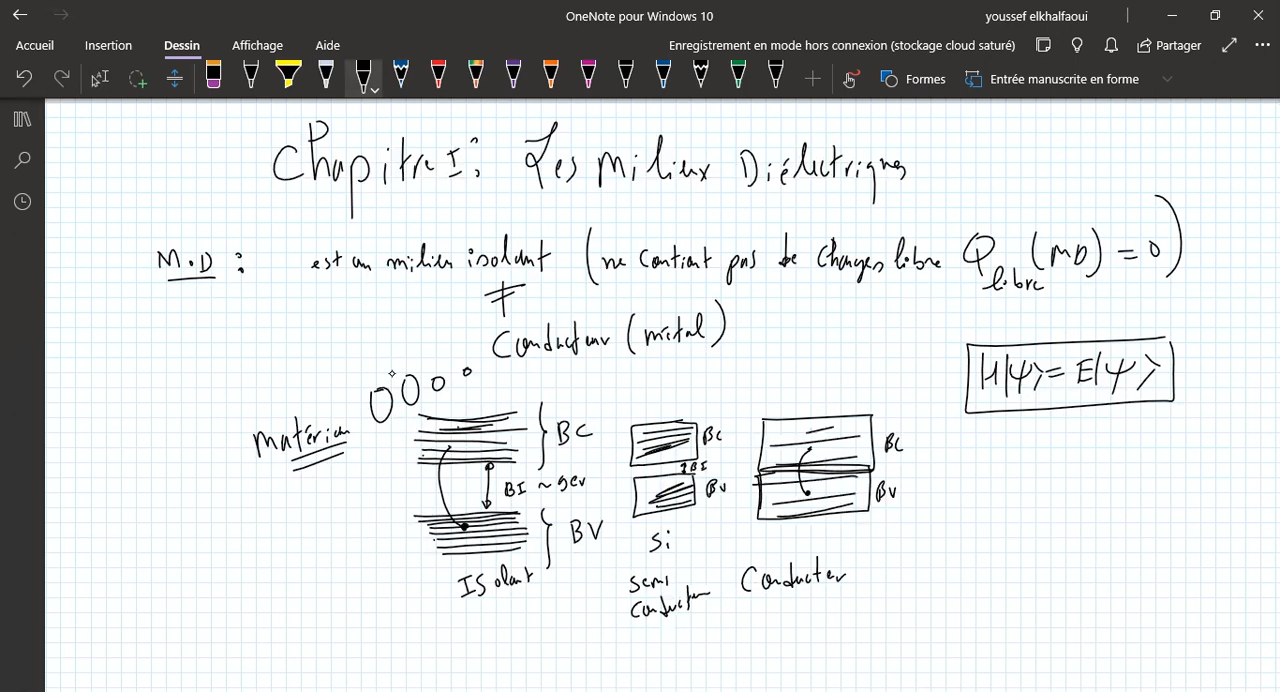 OneNote pour Windows 10
youssef elkhalfaoui
Accueil Insertion Dessin Affichage Aide
Enregistrement en mode hors connexion (stockage cloud saturé)
Partager
Formes
Entrée manuscrite en forme
Chapitre I : Les Milieux Diélectriques
M.D : est un milieu isolant (ne contient pas de charges libre Q libre (MD) = 0)
≠
Conducteur (métal)
H|ψ> = E|ψ>
Matériau
BC
BI ~ 5eV
BV
Isolant
BC
BI
BV
Si
Semi
conducteur
BC
BV
Conducteur